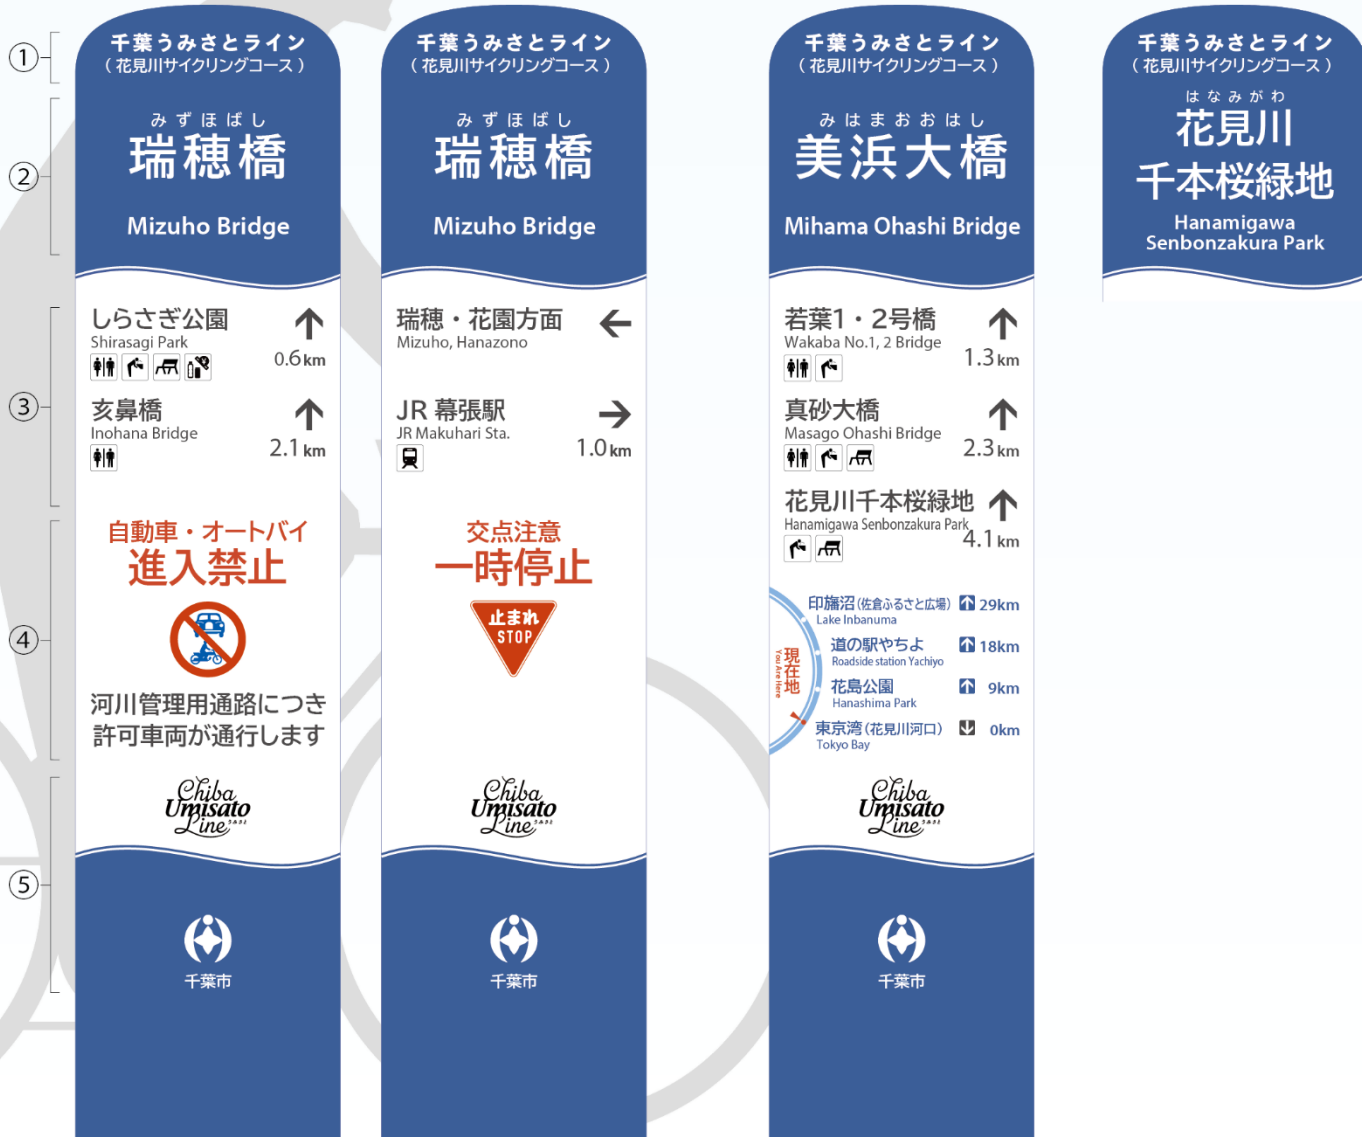 ①
②
③
④
⑤
千葉うみさとライン
（花見川サイクリングコース）
みずほばし
瑞穂橋
Mizuho Bridge
しらさぎ公園
Shirasagi Park
0.6km
亥鼻橋
Inohana Bridge
2.1km
自動車・オートバイ
進入禁止
河川管理用通路につき
許可車両が通行します
Chiba
Umisato
Line うみさと
千葉市
千葉うみさとライン
（花見川サイクリングコース）
みずほばし
瑞穂橋
Mizuho Bridge
瑞穂・花園方面
Mizuho, Hanazono
JR 幕張駅
JR Makuhari Sta.
1.0km
交点注意
一時停止
止まれ
STOP
Chiba
Umisato
Line うみさと
千葉市
千葉うみさとライン
（花見川サイクリングコース）
みはまおおはし
美浜大橋
Mihama Ohashi Bridge
若葉1・2号橋
Wakaba No.1, 2 Bridge
1.3km
真砂大橋
Masago Ohashi Bridge
2.3km
花見川千本桜緑地
Hanamigawa Senbonzakura Park
4.1km
現在地
You Are Here
印旛沼（佐倉ふるさと広場） 29km
Lake Inbanuma
道の駅やちよ 18km
Roadside station Yachiyo
花島公園 9km
Hanashima Park
東京湾（花見川河口） 0km
Tokyo Bay
Chiba
Umisato
Line うみさと
千葉市
千葉うみさとライン
（花見川サイクリングコース）
はなみがわ
花見川
千本桜緑地
Hanamigawa
Senbonzakura Park